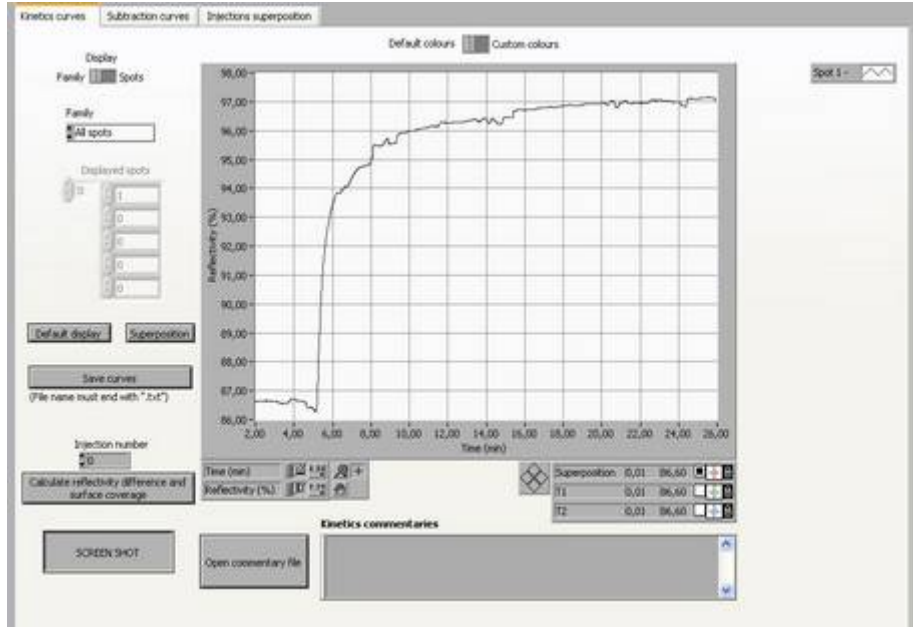 Kinetics curves Subtraction curves Injections superposition
Default colours Custom colours
Display
Family Spots
Spot 1 -
Family
All spots
Displayed spots
0
1
0
0
0
0
Default display Superposition
Save curves
(File name must end with ".txt")
Injection number
0
Calculate reflectivity difference and
surface coverage
SCREEN SHOT
98,00
97,00
96,00
95,00
94,00
93,00
92,00
91,00
90,00
89,00
88,00
87,00
86,00
Reflectivity (%)
2,00 4,00 6,00 8,00 10,00 12,00 14,00 16,00 18,00 20,00 22,00 24,00 26,00
Time (min)
Time (min)
Reflectivity (%)
Superposition 0,01 86,60
T1 0,01 86,60
T2 0,01 86,60
Kinetics commentaries
Open commentary file